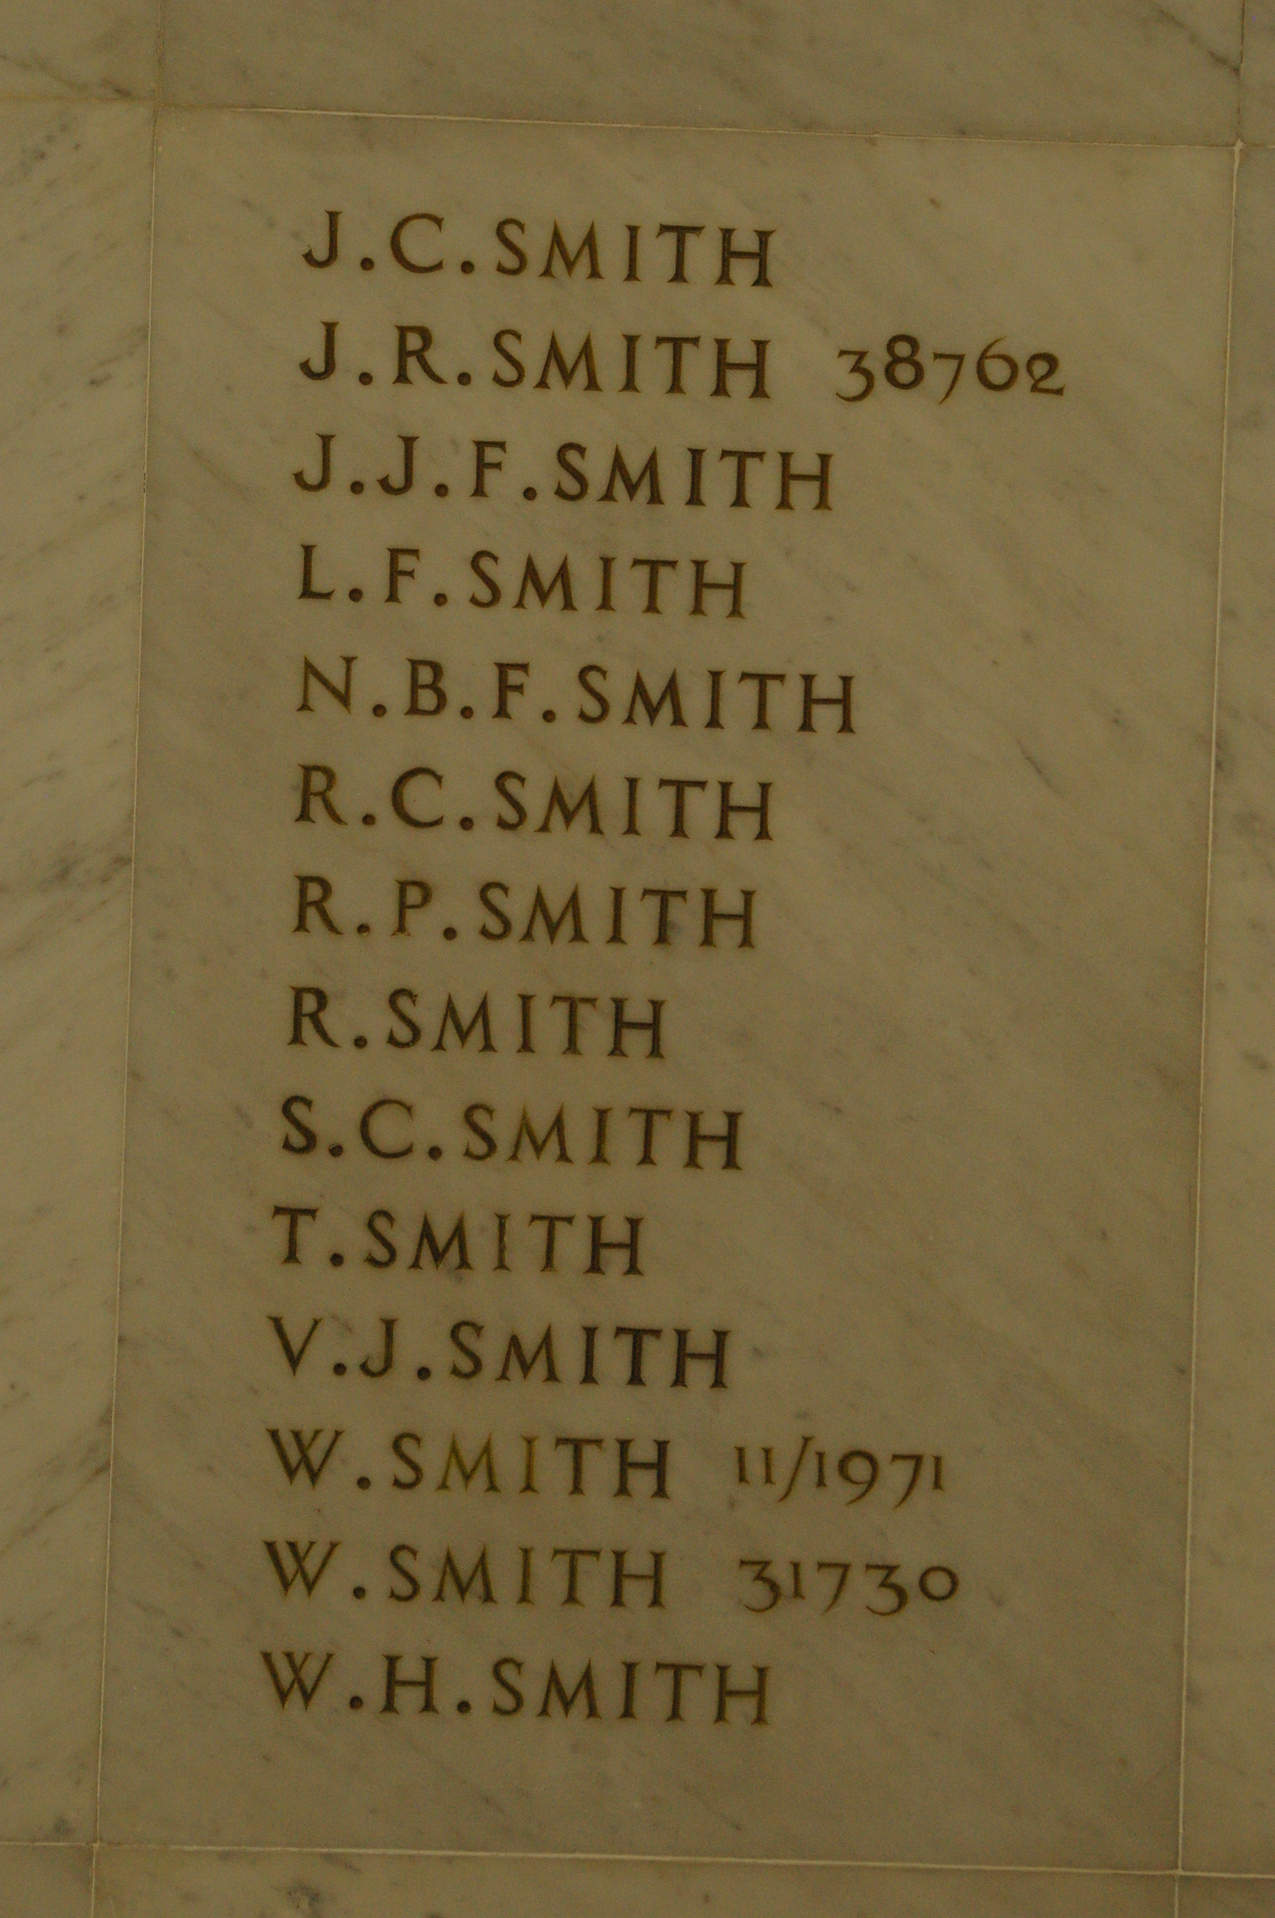 J.C.SMITH
J.R.SMITH 38762
J.J.F.SMITH
L.F.SMITH
N.B.F.SMITH
R.C.SMITH
R.P.SMITH
R.SMITH
S.C.SMITH
T.SMITH
V.J.SMITH
W.SMITH 11/1971
W.SMITH 31730
W.H.SMITH